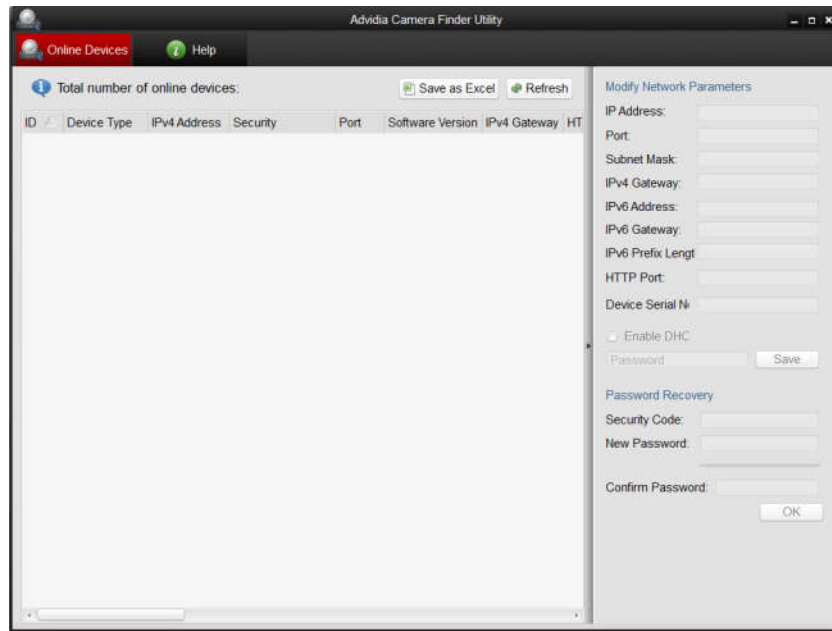 Advidia Camera Finder Utility
Online Devices Help
Total number of online devices: Save as Excel Refresh
ID Device Type IPv4 Address Security Port Software Version IPv4 Gateway HT
Modify Network Parameters
IP Address:
Port:
Subnet Mask:
IPv4 Gateway:
IPv6 Address:
IPv6 Gateway:
IPv6 Prefix Lengt
HTTP Port:
Device Serial N
Enable DHC
Password Save
Password Recovery
Security Code:
New Password:
Confirm Password:
OK